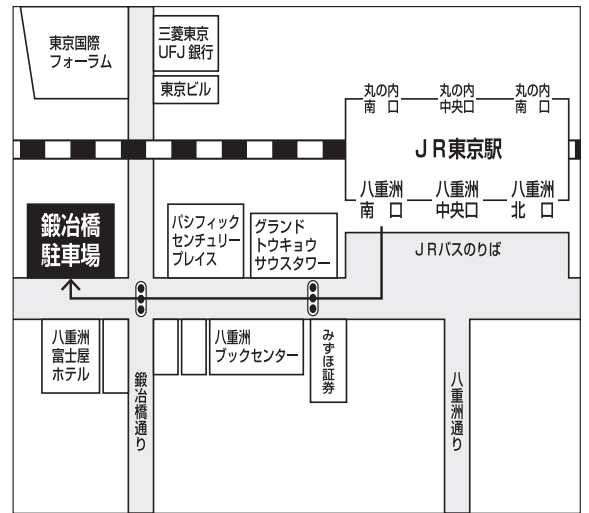 東京国際
フォーラム
三菱東京
UFJ 銀行
東京ビル
丸の内
南　口
丸の内
中央口
丸の内
南　口
JR東京駅
八重洲
南　口
八重洲
中央口
八重洲
北　口
鍛冶橋
駐車場
パシフィック
センチュリー
プレイス
グランド
トウキョウ
サウスタワー
JRバスのりば
八重洲
富士屋
ホテル
八重洲
ブックセンター
みずほ証券
鍛冶橋通り
八重洲通り